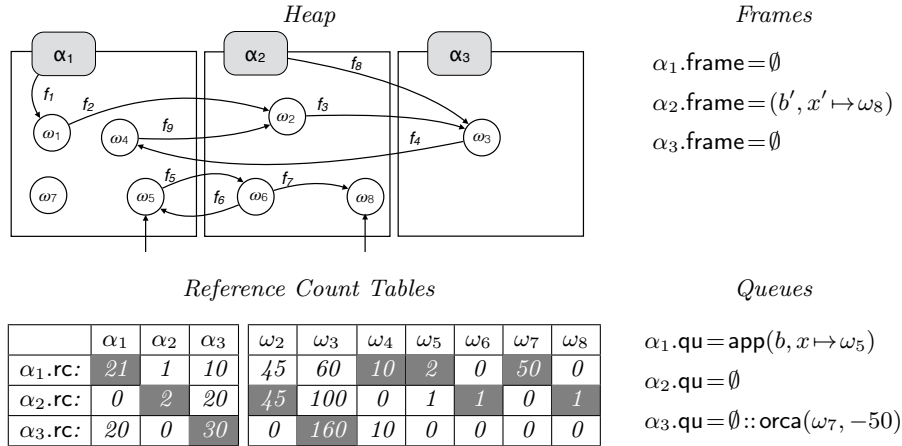 Heap
Frames
α₁ α₂ f₈ α₃
f₁ f₂ f₃
ω₁ ω₄ f₉ ω₂ f₄ ω₃
ω₇ f₅ ω₅ f₆ ω₆ f₇ ω₈
α₁.frame=∅
α₂.frame=(b′, x′↦ω₈)
α₃.frame=∅
Reference Count Tables
Queues
α₁ α₂ α₃ ω₂ ω₃ ω₄ ω₅ ω₆ ω₇ ω₈
α₁.rc: 21 1 10 45 60 10 2 0 50 0
α₂.rc: 0 2 20 45 100 0 1 1 0 1
α₃.rc: 20 0 30 0 160 10 0 0 0 0
α₁.qu=app(b, x↦ω₅)
α₂.qu=∅
α₃.qu=∅::orca(ω₇, −50)